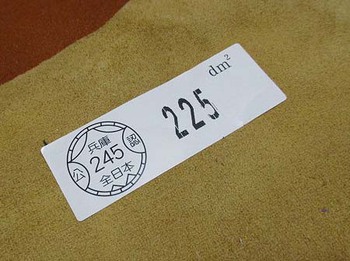 dm²
225
兵庫
公 245 認
全日本